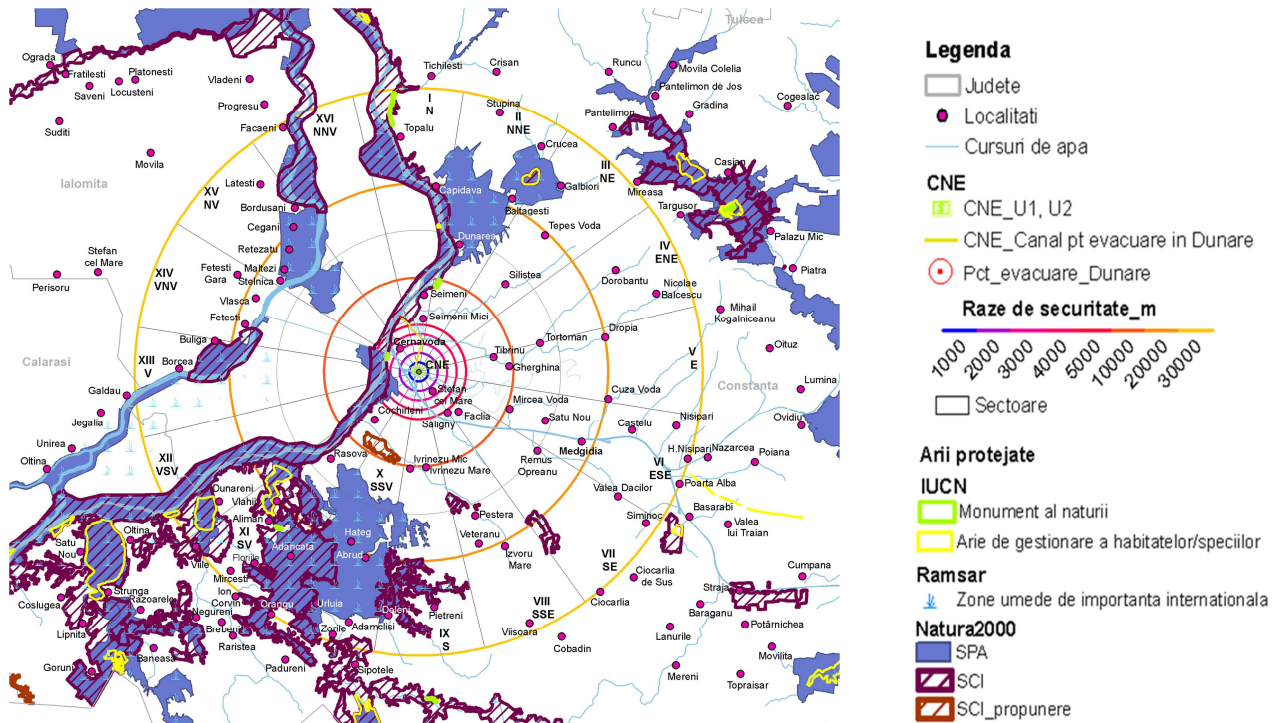 Tulcea
Ograda
Fratilesti
Platonesti
Saveni
Locusteni
Vladeni
Tichilesti
Crisan
Runcu
Movila Colelia
Pantelimon de Jos
Cogealac
Progresu
Stupina
Pantelimon
Gradina
Suditi
Facaeni
XVI
NNV
I
N
II
NNE
Topalu
Crucea
Movila
III
NE
Casian
Ialomita
Latesti
XV
NV
Capidava
Galbiori
Mireasa
Baltagesti
Targusor
Bordusani
Cegani
Tepes Voda
Palazu Mic
Retezatu
Dunarea
IV
ENE
Stefan
cel Mare
Fetesti
Gara
Maltezi
Stelnica
XIV
VNV
Perisoru
Silistea
Dorobantu
Nicolae
Balcescu
Piatra
Vlasca
Seimeni
Mihail
Kogalniceanu
Fetesti
Seimenii Mici
Dropia
Buliga
Cernavoda
Tortoman
Tibrinu
Oituz
V
E
Calarasi
XIII
V
Borcea
CNE
Gherghina
Constanta
Lumina
Galdau
Stefan
cel Mare
Cuza Voda
Jegalia
Cochirleni
Mircea Voda
Faclia
Saligny
Satu Nou
Castelu
Nisipari
Ovidiu
Unirea
Medgidia
H.Nisipari
Nazarcea
Oltina
XII
VSV
Rasova
Ivrinezu Mic
Ivrinezu Mare
Remus
Opreanu
Poiana
VI
ESE
X
SSV
Poarta Alba
Dunareni
Vlahii
Valea Dacilor
Basarabi
Aliman
Pestera
Siminoc
Valea
lui Traian
Satu
Nou
Oltina
XI
SV
Hateg
Veteranu
Floriile
Adancata
Abrud
Izvoru
Mare
VII
SE
Ville
Mircesti
Ciocarlia
de Sus
Cumpana
Strunga
Ion
Corvin
Straja
Coslugea
Razoarele
Orangu
Urluia
Deleni
Pietreni
Ciocarlia
Baraganu
Negureni
VIII
SSE
Lipnita
Brebeni
Zorile
Adamclisi
Viisoara
Lanurile
Potârnichea
Raristea
IX
S
Cobadin
Baneasa
Movilita
Goruni
Padureni
Sipotele
Mereni
Topraisar
Legenda
Judete
Localitati
Cursuri de apa
CNE
CNE_U1, U2
CNE_Canal pt evacuare in Dunare
Pct_evacuare_Dunare
Raze de securitate_m
1000 2000 3000 4000 5000 10000 20000 30000
Sectoare
Arii protejate
IUCN
Monument al naturii
Arie de gestionare a habitatelor/speciilor
Ramsar
Zone umede de importanta internationala
Natura2000
SPA
SCI
SCI_propunere